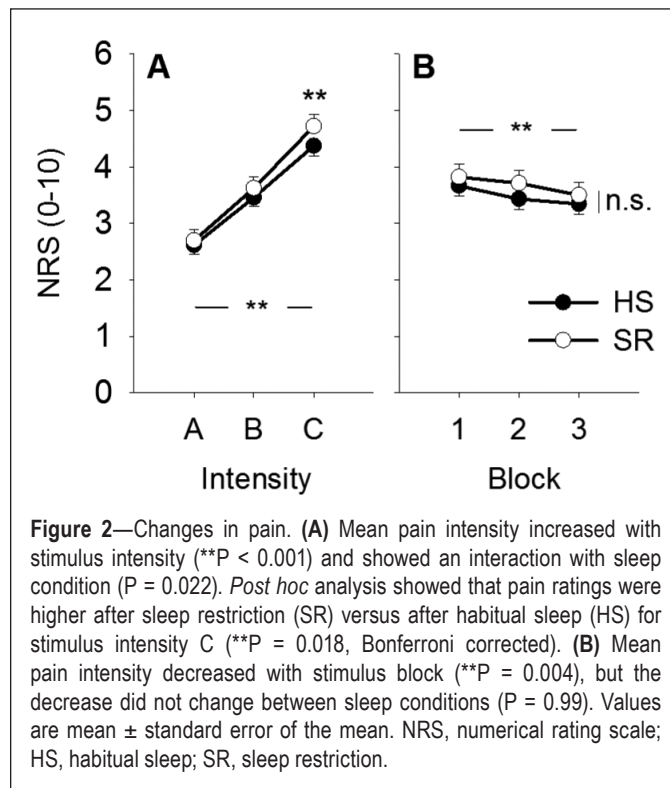 A
B
**
**
6
5
4
3
2
1
0
NRS (0-10)
n.s.
**
HS
SR
A B C
1 2 3
Intensity
Block
Figure 2—Changes in pain. (A) Mean pain intensity increased with
stimulus intensity (**P < 0.001) and showed an interaction with sleep
condition (P = 0.022). Post hoc analysis showed that pain ratings were
higher after sleep restriction (SR) versus after habitual sleep (HS) for
stimulus intensity C (**P = 0.018, Bonferroni corrected). (B) Mean
pain intensity decreased with stimulus block (**P = 0.004), but the
decrease did not change between sleep conditions (P = 0.99). Values
are mean ± standard error of the mean. NRS, numerical rating scale;
HS, habitual sleep; SR, sleep restriction.